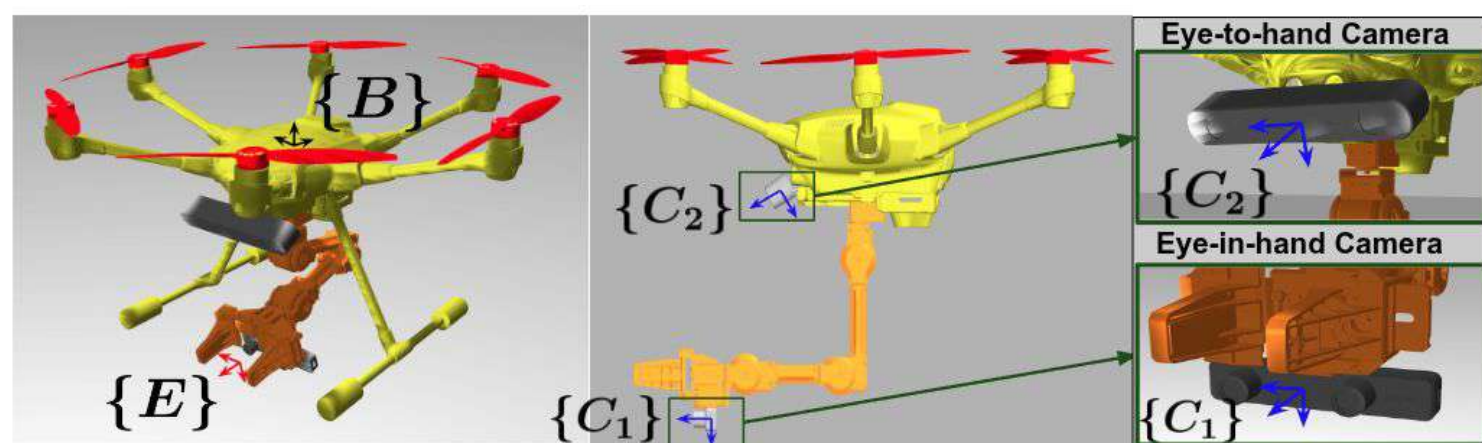 {B}
{E}
{C₂}
{C₁}
Eye-to-hand Camera
{C₂}
Eye-in-hand Camera
{C₁}